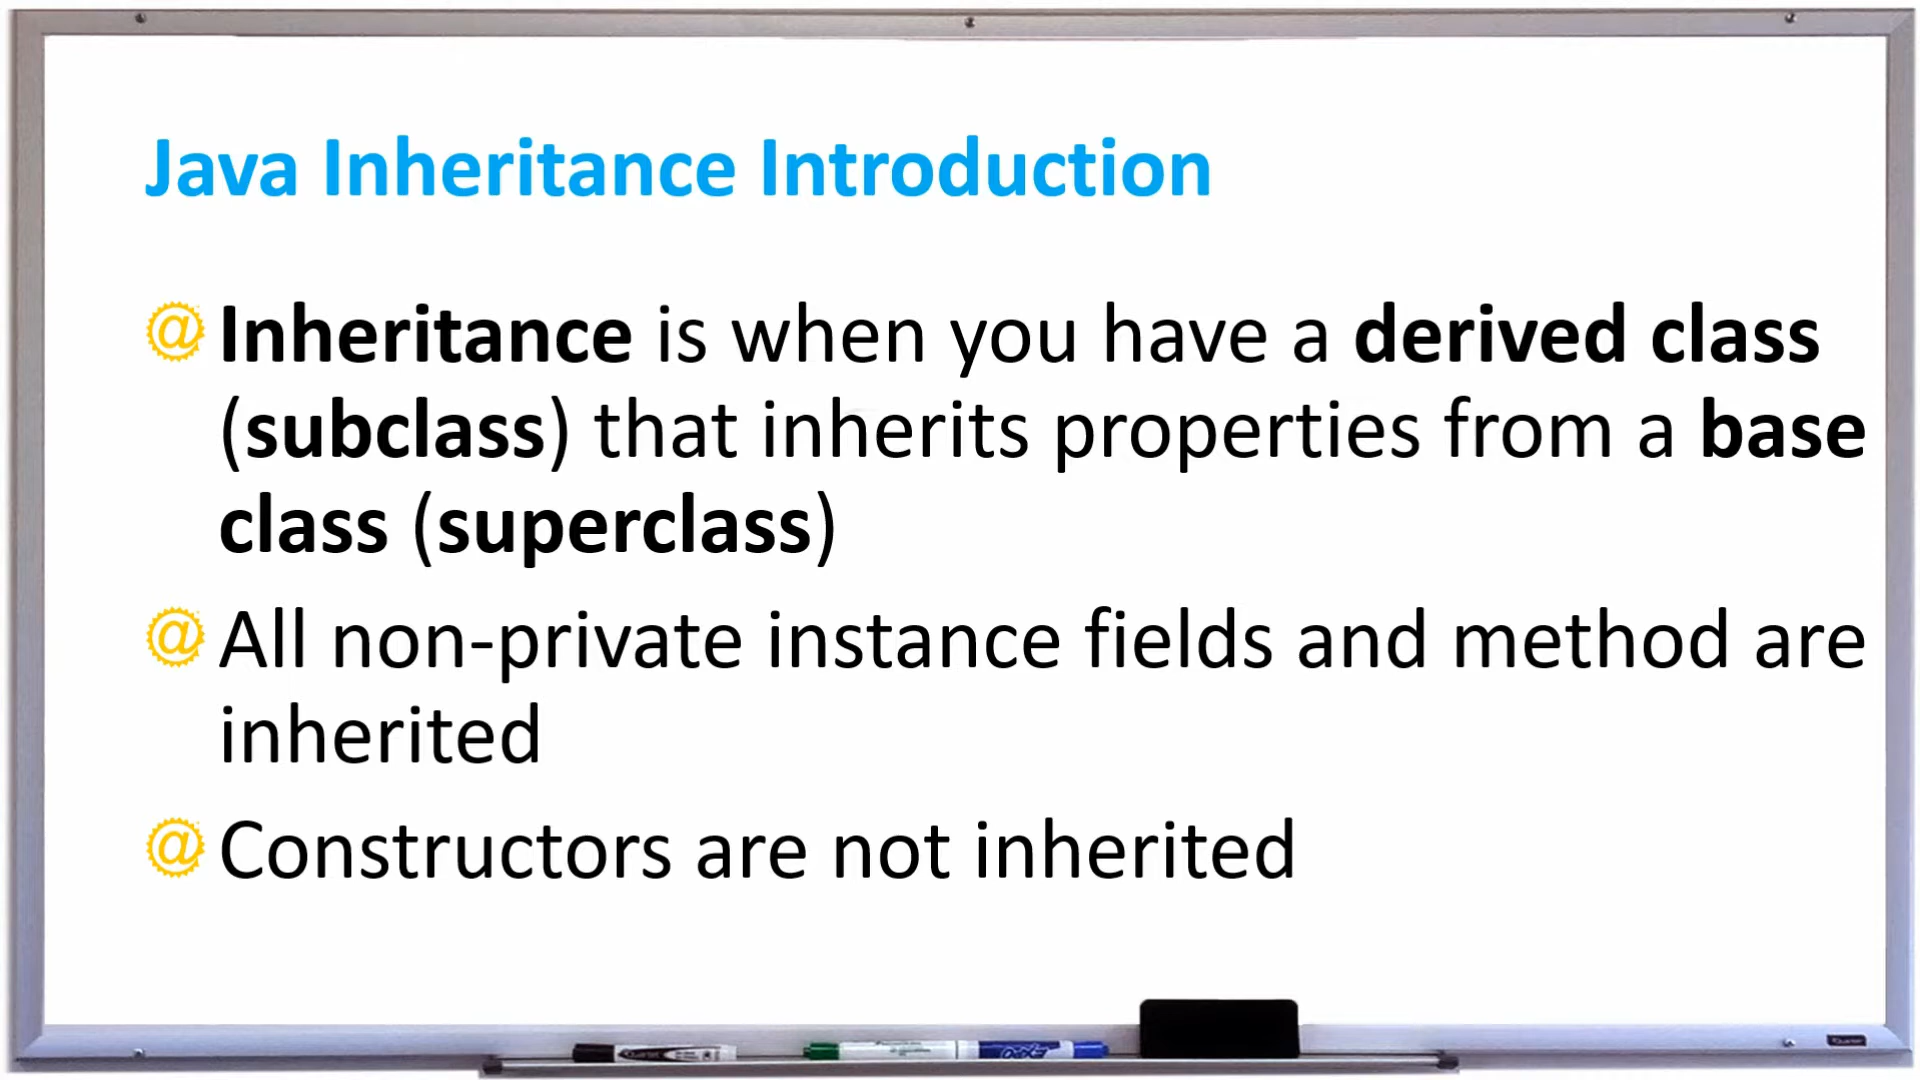 Java Inheritance Introduction
@ Inheritance is when you have a derived class
(subclass) that inherits properties from a base
class (superclass)
@ All non-private instance fields and method are
inherited
@ Constructors are not inherited